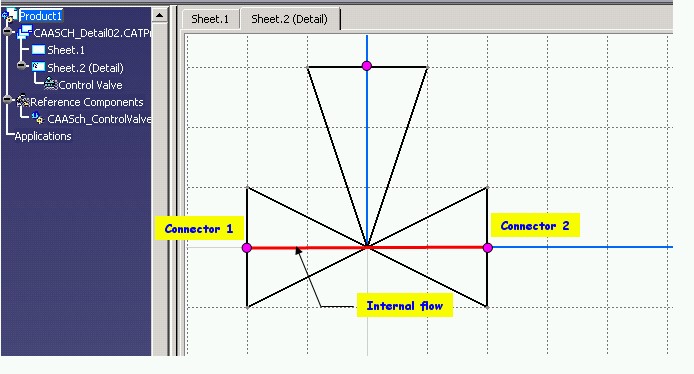 Product1
CAASCH_Detail02.CATPr
Sheet.1
Sheet.2 (Detail)
Control Valve
Reference Components
CAASch_ControlValve
Applications
Sheet.1
Sheet.2 (Detail)
Connector 1
Connector 2
Internal flow